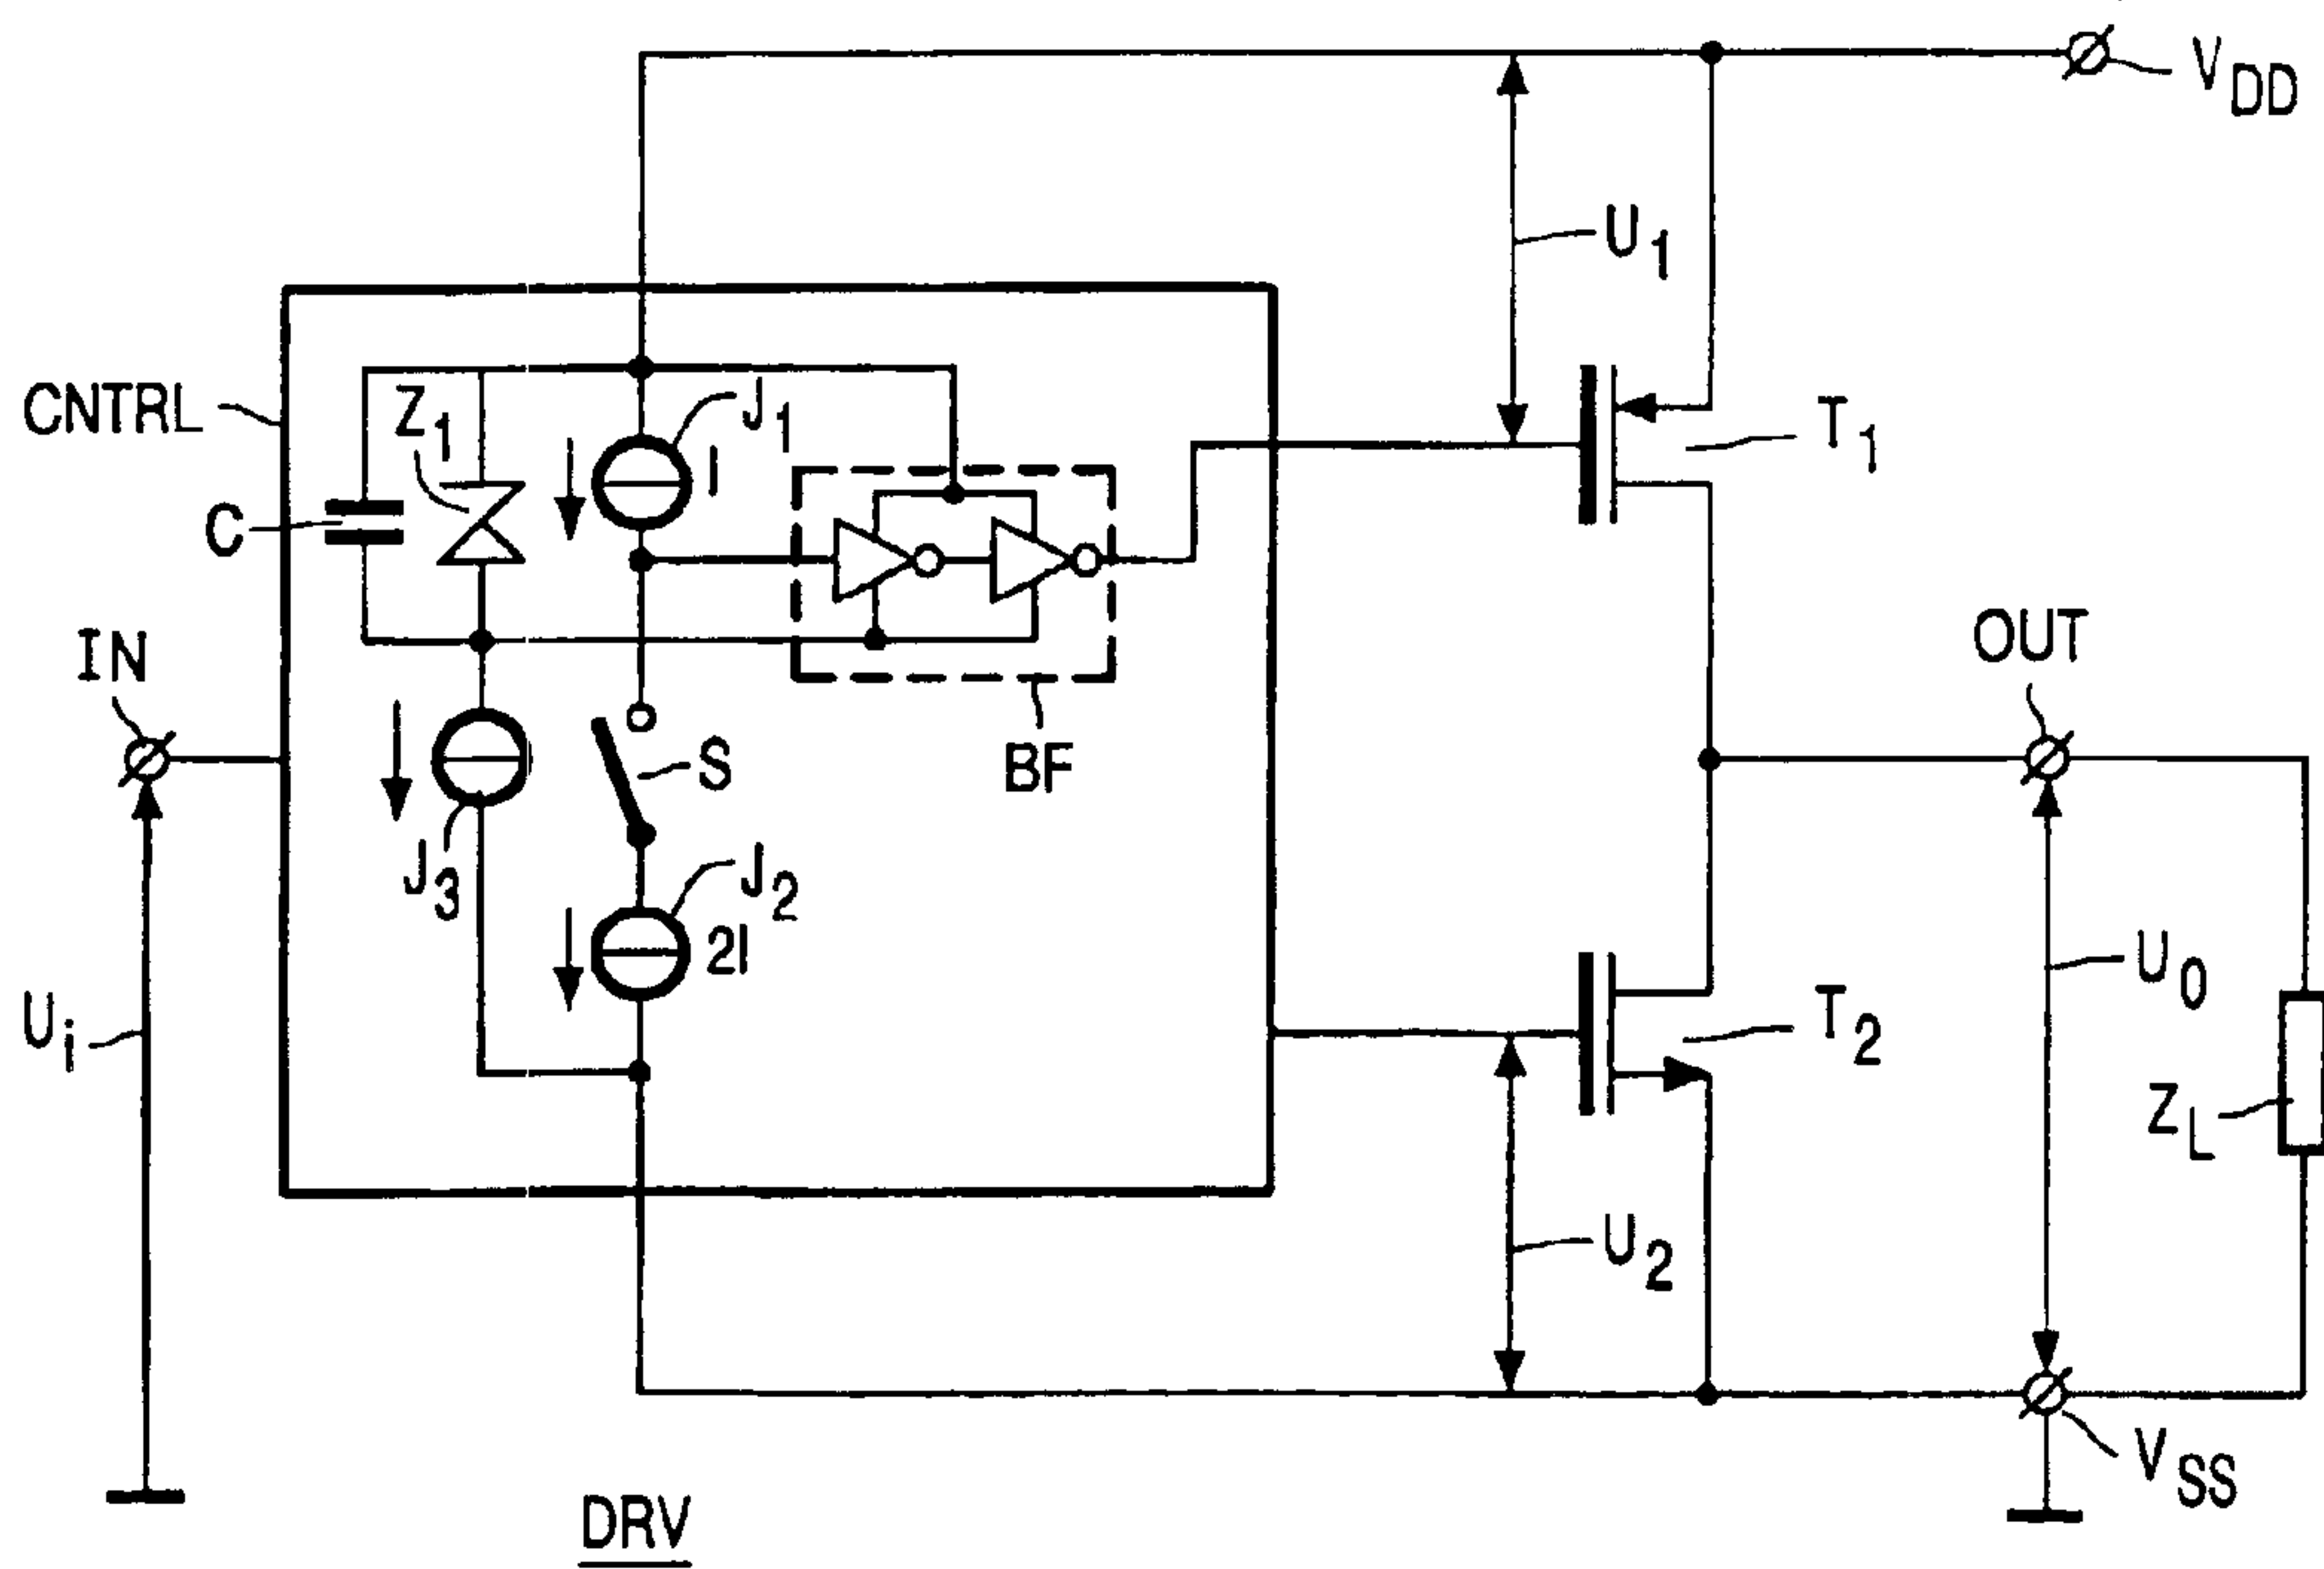 V_DD
U_1
CNTRL
Z_1
J_1
I
T_1
C
IN
OUT
S
BF
J_3
J_2
2I
U_0
U_i
T_2
Z_L
U_2
V_SS
DRV